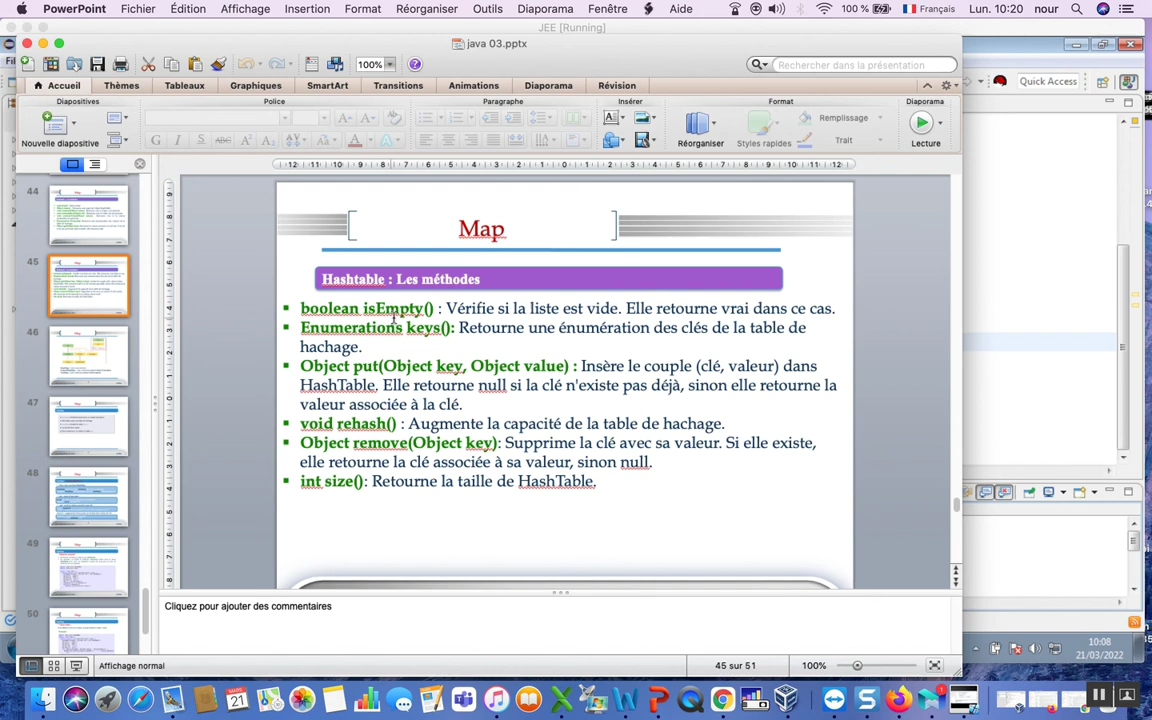 PowerPoint Fichier Édition Affichage Insertion Format Réorganiser Outils Diaporama Fenêtre Aide 100 % Français Lun. 10:20 nour
JEE [Running]
java 03.pptx
100% Rechercher dans la présentation
Quick Access
Accueil Thèmes Tableaux Graphiques SmartArt Transitions Animations Diaporama Révision
Diapositives Police Paragraphe Insérer Format Diaporama
Remplissage
Trait
Nouvelle diapositive G I S ABC Réorganiser Styles rapides Lecture
44
45
46
47
48
49
50
Map
Hashtable : Les méthodes
boolean isEmpty() : Vérifie si la liste est vide. Elle retourne vrai dans ce cas.
Enumerations keys(): Retourne une énumération des clés de la table de
hachage.
Object put(Object key, Object value) : Insère le couple (clé, valeur) dans
HashTable. Elle retourne null si la clé n'existe pas déjà, sinon elle retourne la
valeur associée à la clé.
void rehash() : Augmente la capacité de la table de hachage.
Object remove(Object key): Supprime la clé avec sa valeur. Si elle existe,
elle retourne la clé associée à sa valeur, sinon null.
int size(): Retourne la taille de HashTable.
Cliquez pour ajouter des commentaires
Affichage normal 45 sur 51 100%
10:08
21/03/2022